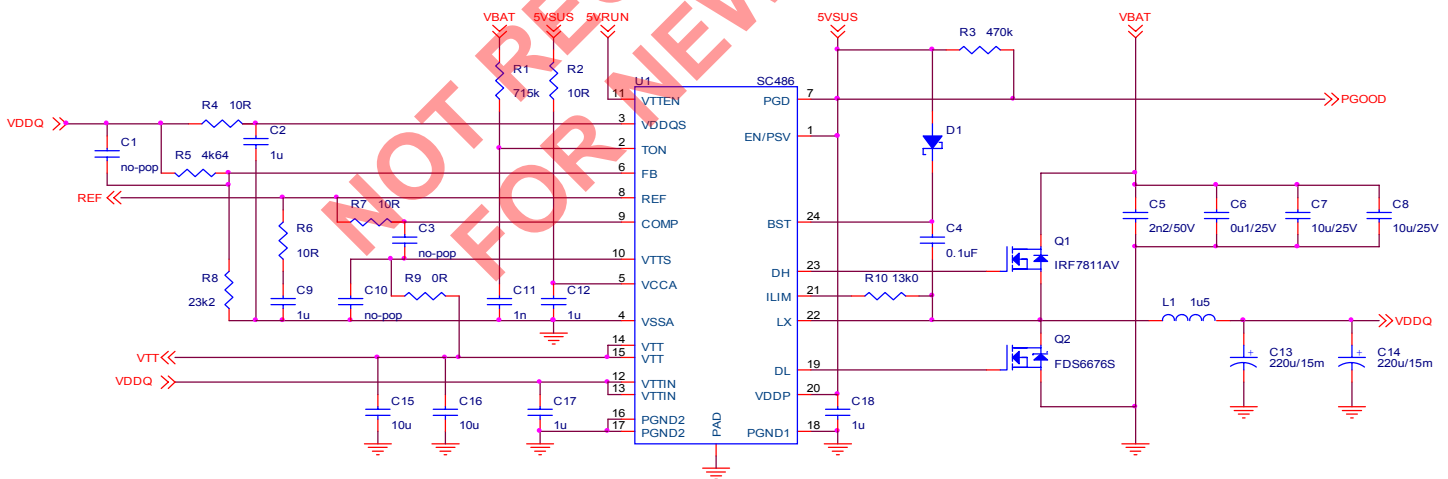 VBAT 5VSUS 5VRUN 5VSUS VBAT
NOT RE
FOR NEW
R3 470k
R1 715k
R2 10R
U1
SC486
11 VTTEN
PGD 7
PGOOD
VDDQ
R4 10R
C2 1u
3 VDDQS
EN/PSV 1
D1
C1 no-pop
R5 4k64
2 TON
6 FB
REF
8 REF
R7 10R
9 COMP
R6 10R
C3 no-pop
BST 24
C4 0.1uF
C5 2n2/50V
C6 0u1/25V
C7 10u/25V
C8 10u/25V
Q1 IRF7811AV
10 VTTS
DH 23
R8 23k2
R9 0R
5 VCCA
ILIM 21
R10 13k0
C9 1u
C10 no-pop
C11 1n
C12 1u
4 VSSA
LX 22
L1 1u5
VDDQ
VTT
14 VTT
15 VTT
Q2 FDS6676S
C13 220u/15m
C14 220u/15m
VDDQ
12 VTTIN
13 VTTIN
DL 19
VDDP 20
C15 10u
C16 10u
C17 1u
C18 1u
16 PGND2
17 PGND2
PAD
PGND1 18